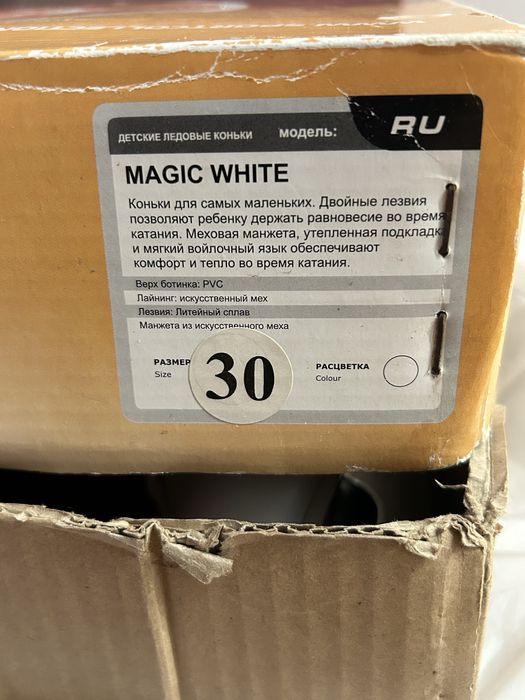 ДЕТСКИЕ ЛЕДОВЫЕ КОНЬКИ МОДЕЛЬ: RU
MAGIC WHITE
Коньки для самых маленьких. Двойные лезвия
позволяют ребенку держать равновесие во время
катания. Меховая манжета, утепленная подкладка
и мягкий войлочный язык обеспечивают
комфорт и тепло во время катания.
Верх ботинка: PVC
Лайнинг: искусственный мех
Лезвия: Литейный сплав
Манжета из искусственного меха
РАЗМЕР 30 РАСЦВЕТКА
Size Colour